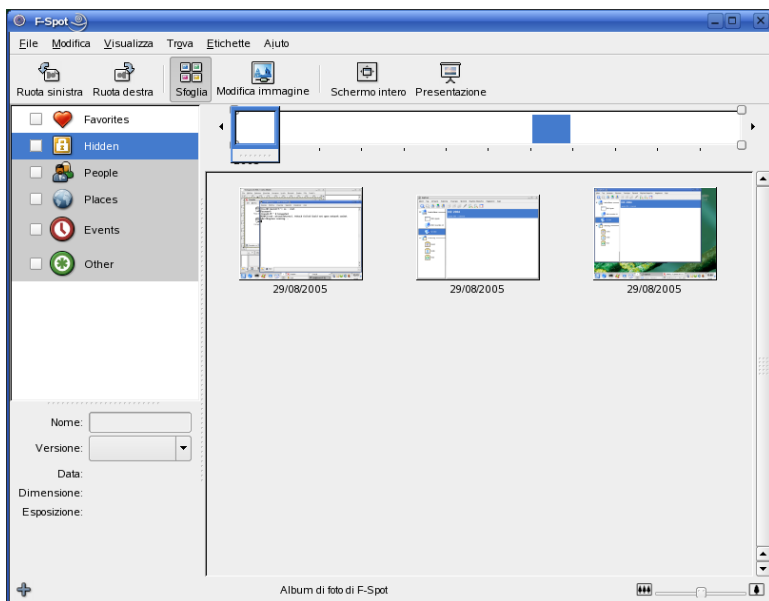 F-Spot
File Modifica Visualizza Trova Etichette Aiuto
Ruota sinistra Ruota destra Sfoglia Modifica immagine Schermo intero Presentazione
Favorites
Hidden
People
Places
Events
Other
29/08/2005 29/08/2005 29/08/2005
Nome:
Versione:
Data:
Dimensione:
Esposizione:
Album di foto di F-Spot